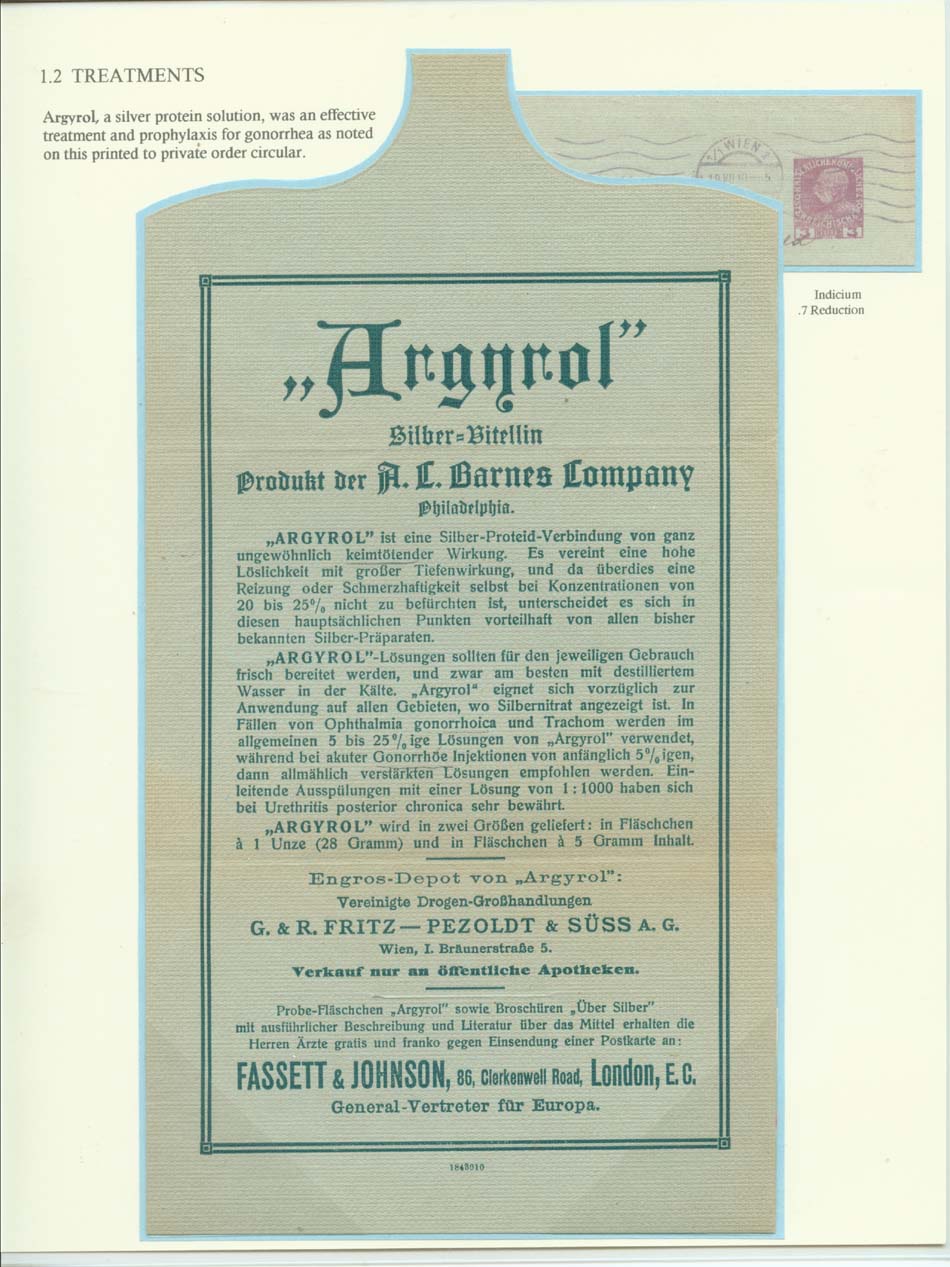 1.2 TREATMENTS
Argyrol, a silver protein solution, was an effective
treatment and prophylaxis for gonorrhea as noted
on this printed to private order circular.
WIEN
Indicium
.7 Reduction
„Argyrol”
Silber=Vitellin
Produkt der A. C. Barnes Company
Philadelphia.
„ARGYROL” ist eine Silber-Proteid-Verbindung von ganz
ungewöhnlich keimtötender Wirkung. Es vereint eine hohe
Löslichkeit mit großer Tiefenwirkung, und da überdies eine
Reizung oder Schmerzhaftigkeit selbst bei Konzentrationen von
20 bis 25% nicht zu befürchten ist, unterscheidet es sich in
diesen hauptsächlichen Punkten vorteilhaft von allen bisher
bekannten Silber-Präparaten.
„ARGYROL”-Lösungen sollten für den jeweiligen Gebrauch
frisch bereitet werden, und zwar am besten mit destilliertem
Wasser in der Kälte. „Argyrol“ eignet sich vorzüglich zur
Anwendung auf allen Gebieten, wo Silbernitrat angezeigt ist. In
Fällen von Ophthalmia gonorrhoica und Trachom werden im
allgemeinen 5 bis 25%ige Lösungen von „Argyrol” verwendet,
während bei akuter Gonorrhöe Injektionen von anfänglich 5%igen,
dann allmählich verstärkten Lösungen empfohlen werden. Ein-
leitende Ausspülungen mit einer Lösung von 1 : 1000 haben sich
bei Urethritis posterior chronica sehr bewährt.
„ARGYROL” wird in zwei Größen geliefert: in Fläschchen
à 1 Unze (28 Gramm) und in Fläschchen à 5 Gramm Inhalt.
Engros-Depot von „Argyrol”:
Vereinigte Drogen-Großhandlungen
G. & R. FRITZ — PEZOLDT & SÜSS A. G.
Wien, I. Bräunerstraße 5.
Verkauf nur an öffentliche Apotheken.
Probe-Fläschchen „Argyrol” sowie Broschüren „Über Silber”
mit ausführlicher Beschreibung und Literatur über das Mittel erhalten die
Herren Ärzte gratis und franko gegen Einsendung einer Postkarte an:
FASSETT & JOHNSON, 86, Clerkenwell Road, London, E. C.
General-Vertreter für Europa.
1843010